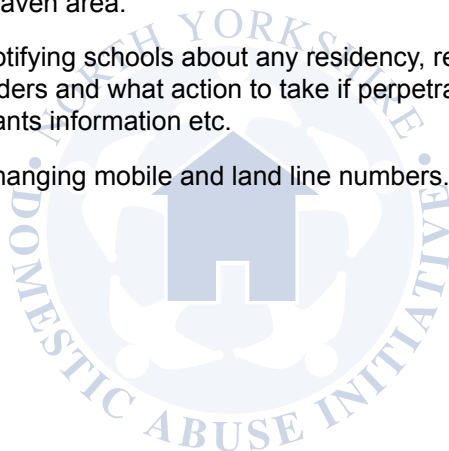 aven area.
otifying schools about any residency, re
ders and what action to take if perpetra
ants information etc.
hanging mobile and land line numbers.
NORTH YORKSHIRE • DOMESTIC ABUSE INITIATIVE •